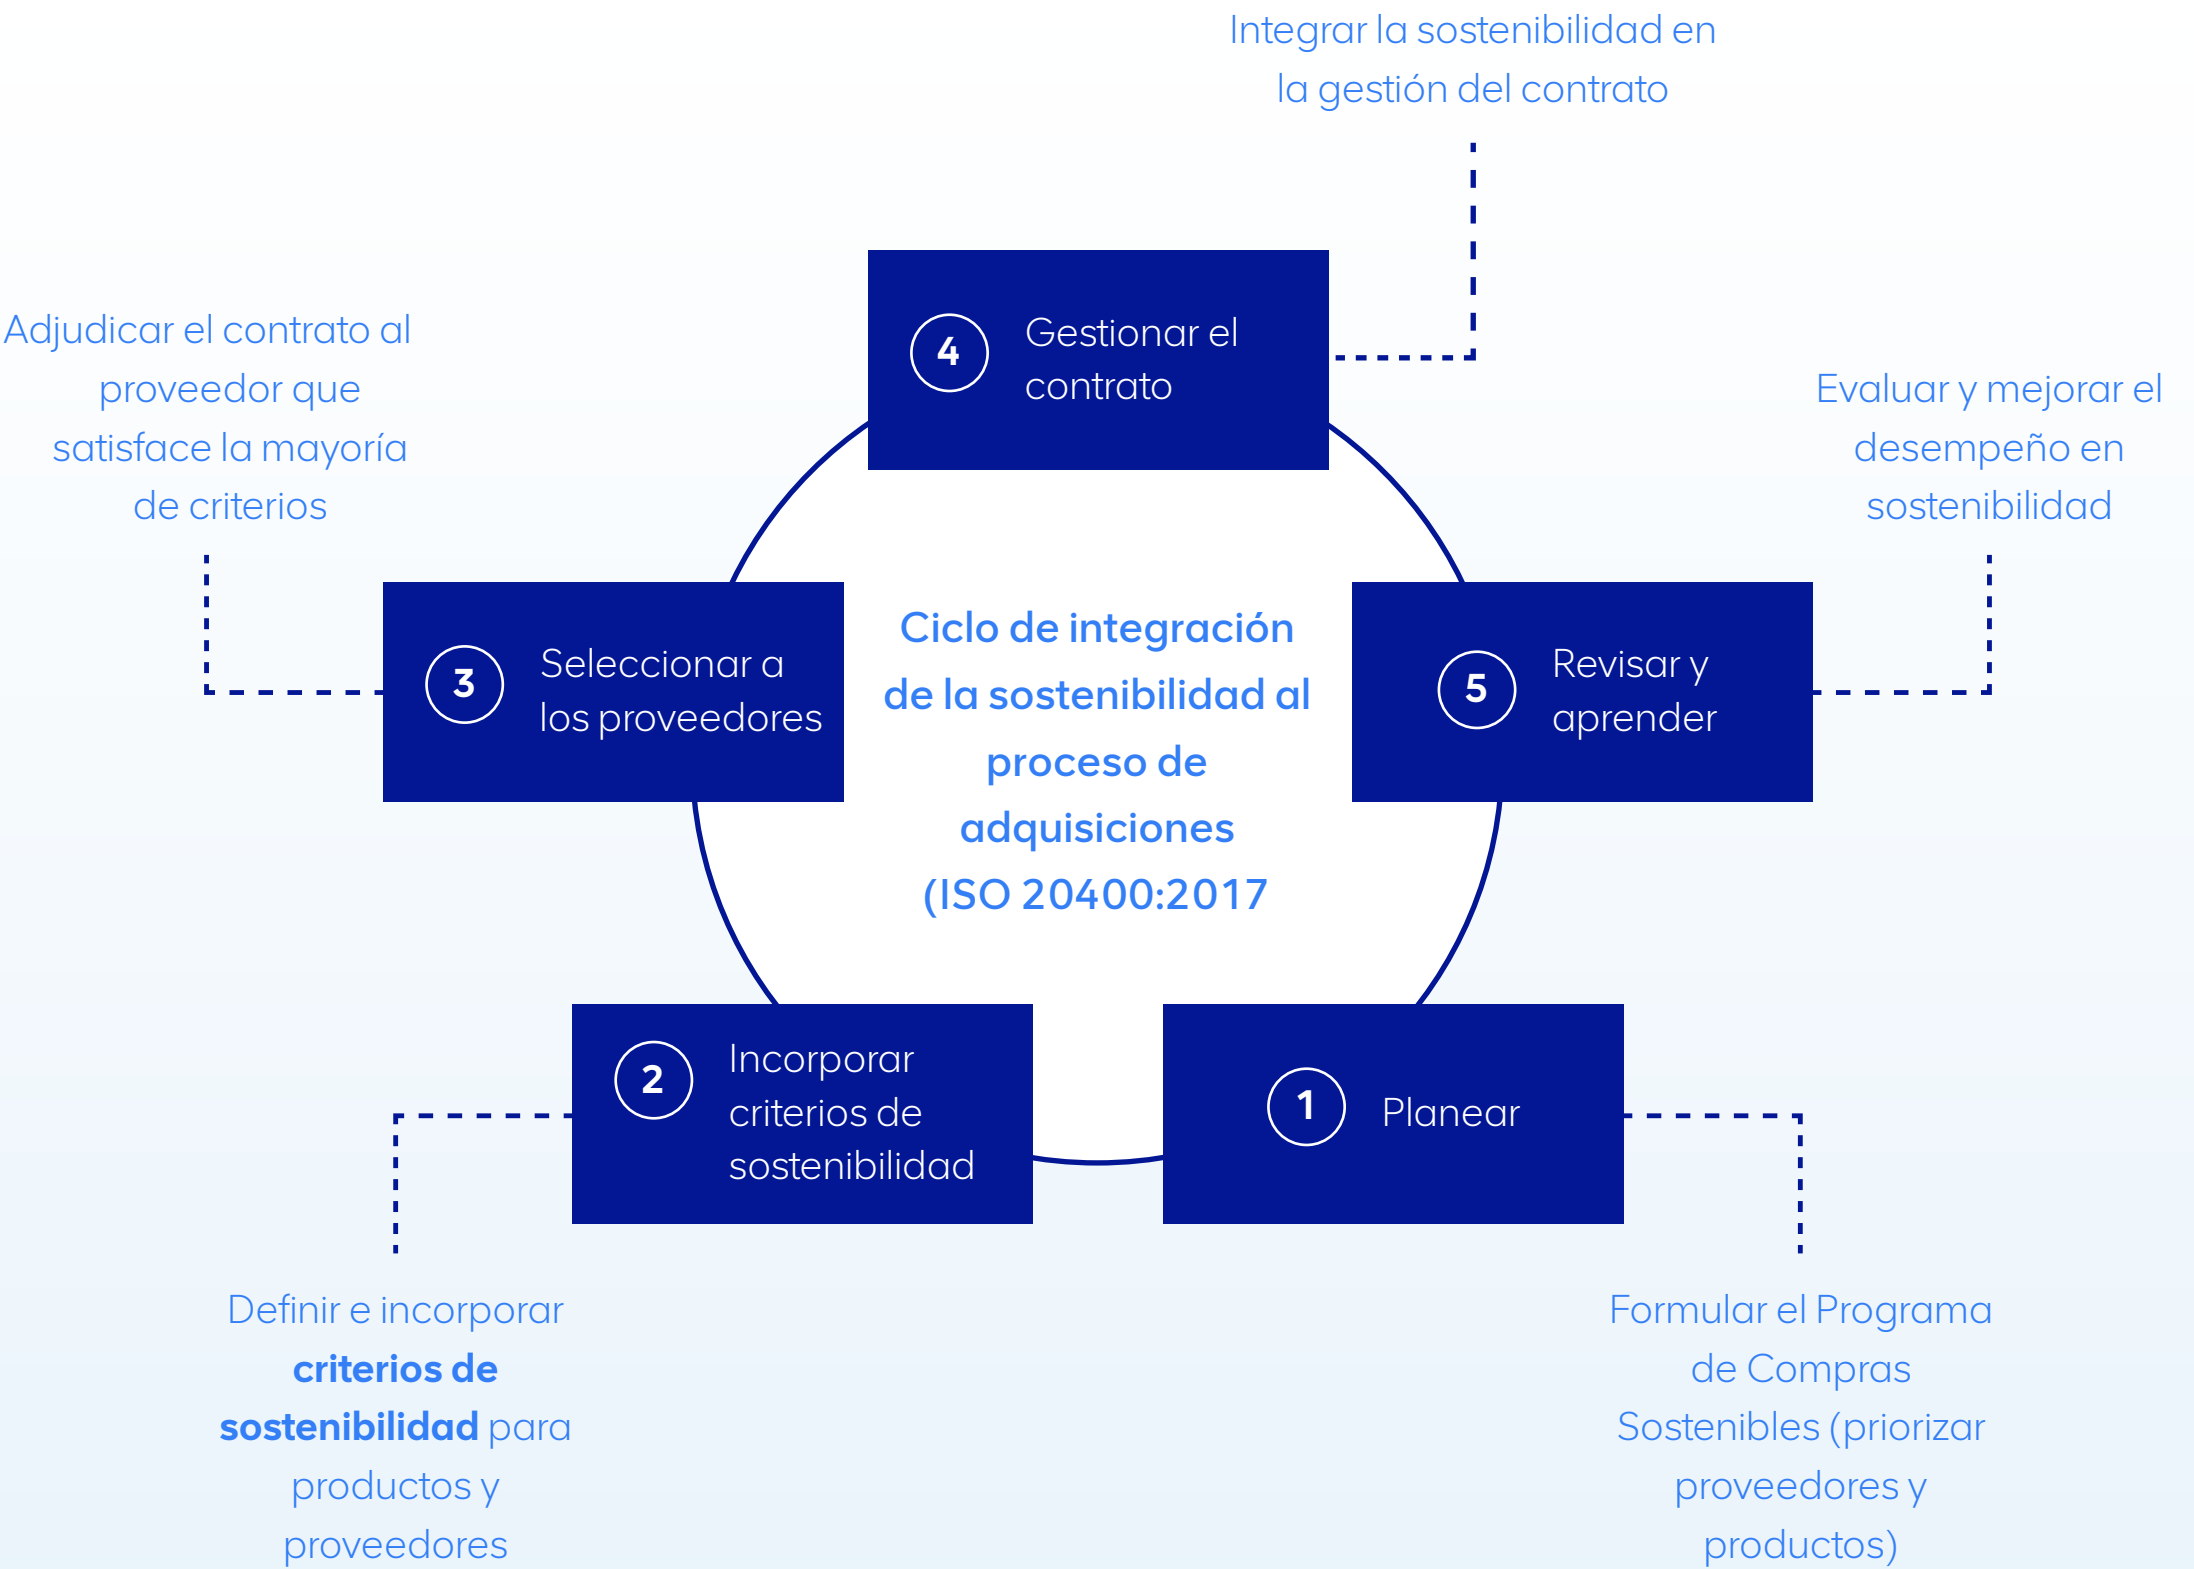 Integrar la sostenibilidad en
la gestión del contrato
4
Gestionar el
contrato
Adjudicar el contrato al
proveedor que
satisface la mayoría
de criterios
Evaluar y mejorar el
desempeño en
sostenibilidad
3
Seleccionar a
los proveedores
Ciclo de integración
de la sostenibilidad al
proceso de
adquisiciones
(ISO 20400:2017
5
Revisar y
aprender
2
Incorporar
criterios de
sostenibilidad
1
Planear
Definir e incorporar
criterios de
sostenibilidad para
productos y
proveedores
Formular el Programa
de Compras
Sostenibles (priorizar
proveedores y
productos)